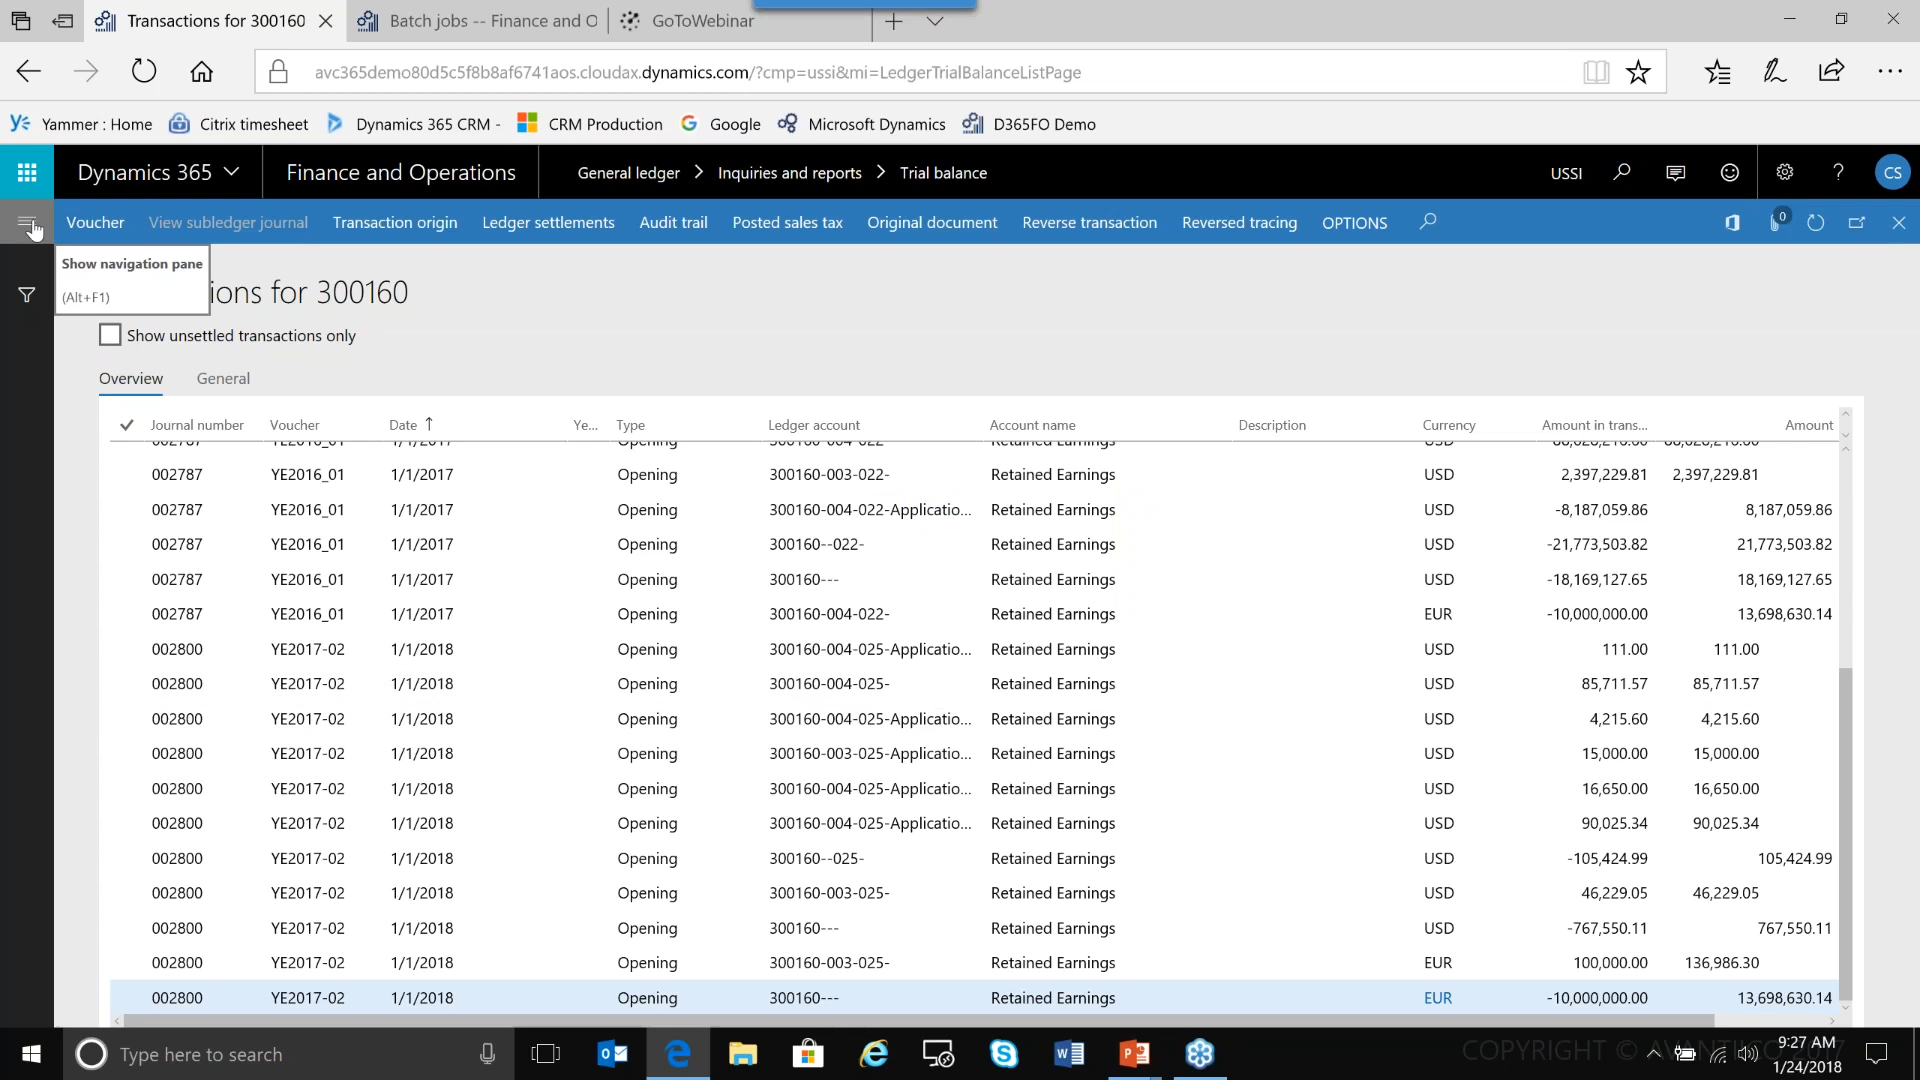 Transactions for 300160
Batch jobs -- Finance and O
GoToWebinar
avc365demo80d5c5f8b8af6741aos.cloudax.dynamics.com/?cmp=ussi&mi=LedgerTrialBalanceListPage
Yammer : Home Citrix timesheet Dynamics 365 CRM - CRM Production Google Microsoft Dynamics D365FO Demo
Dynamics 365 Finance and Operations General ledger > Inquiries and reports > Trial balance USSI ? CS
Voucher View subledger journal Transaction origin Ledger settlements Audit trail Posted sales tax Original document Reverse transaction Reversed tracing OPTIONS 0
Show navigation pane
(Alt+F1)
ions for 300160
Show unsettled transactions only
Overview General
Journal number Voucher Date Ye... Type Ledger account Account name Description Currency Amount in trans... Amount
002787 YE2016_01 1/1/2017 Opening 300160-004-022 Retained Earnings USD
002787 YE2016_01 1/1/2017 Opening 300160-003-022- Retained Earnings USD 2,397,229.81 2,397,229.81
002787 YE2016_01 1/1/2017 Opening 300160-004-022-Applicatio... Retained Earnings USD -8,187,059.86 8,187,059.86
002787 YE2016_01 1/1/2017 Opening 300160--022- Retained Earnings USD -21,773,503.82 21,773,503.82
002787 YE2016_01 1/1/2017 Opening 300160--- Retained Earnings USD -18,169,127.65 18,169,127.65
002787 YE2016_01 1/1/2017 Opening 300160-004-022- Retained Earnings EUR -10,000,000.00 13,698,630.14
002800 YE2017-02 1/1/2018 Opening 300160-004-025-Applicatio... Retained Earnings USD 111.00 111.00
002800 YE2017-02 1/1/2018 Opening 300160-004-025- Retained Earnings USD 85,711.57 85,711.57
002800 YE2017-02 1/1/2018 Opening 300160-004-025-Applicatio... Retained Earnings USD 4,215.60 4,215.60
002800 YE2017-02 1/1/2018 Opening 300160-003-025-Applicatio... Retained Earnings USD 15,000.00 15,000.00
002800 YE2017-02 1/1/2018 Opening 300160-004-025-Applicatio... Retained Earnings USD 16,650.00 16,650.00
002800 YE2017-02 1/1/2018 Opening 300160-004-025-Applicatio... Retained Earnings USD 90,025.34 90,025.34
002800 YE2017-02 1/1/2018 Opening 300160--025- Retained Earnings USD -105,424.99 105,424.99
002800 YE2017-02 1/1/2018 Opening 300160-003-025- Retained Earnings USD 46,229.05 46,229.05
002800 YE2017-02 1/1/2018 Opening 300160--- Retained Earnings USD -767,550.11 767,550.11
002800 YE2017-02 1/1/2018 Opening 300160-003-025- Retained Earnings EUR 100,000.00 136,986.30
002800 YE2017-02 1/1/2018 Opening 300160--- Retained Earnings EUR -10,000,000.00 13,698,630.14
Type here to search
COPYRIGHT © AVANTIICO 2017
9:27 AM
1/24/2018